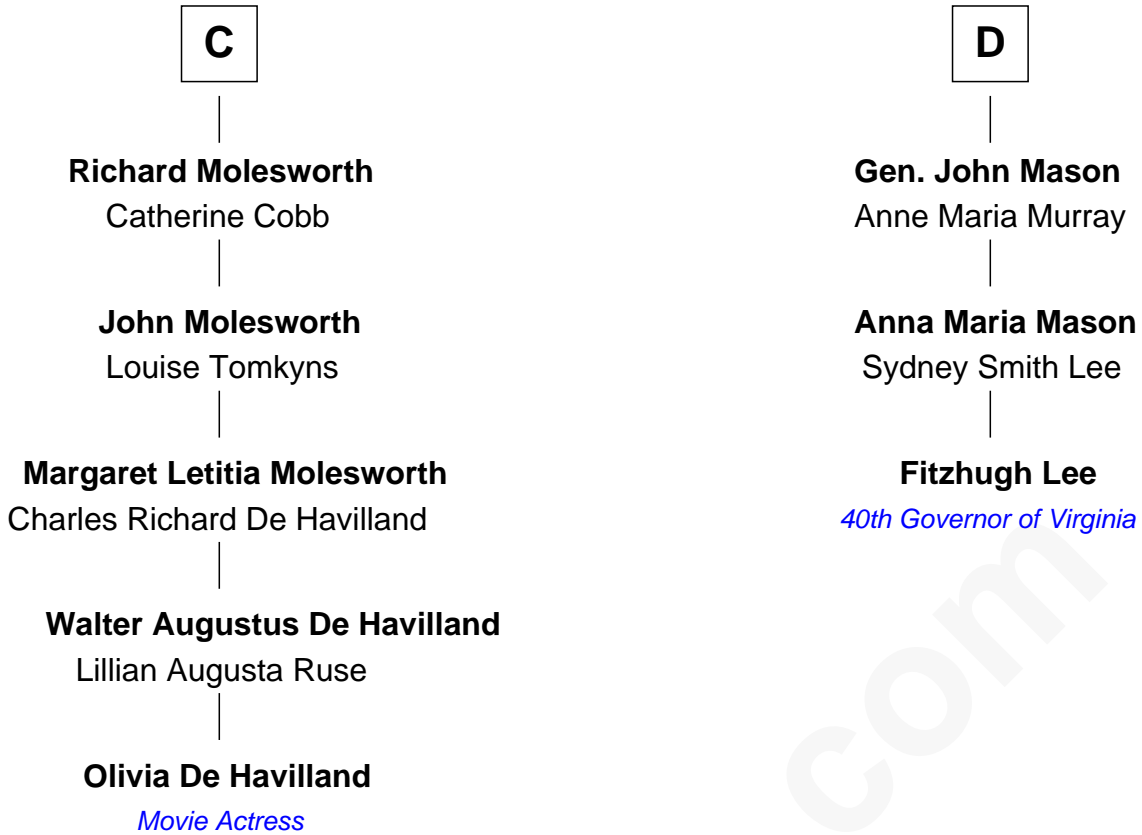 C
Richard Molesworth
Catherine Cobb
John Molesworth
Louise Tomkyns
Margaret Letitia Molesworth
Charles Richard De Havilland
Walter Augustus De Havilland
Lillian Augusta Ruse
Olivia De Havilland
Movie Actress
D
Gen. John Mason
Anne Maria Murray
Anna Maria Mason
Sydney Smith Lee
Fitzhugh Lee
40th Governor of Virginia
com